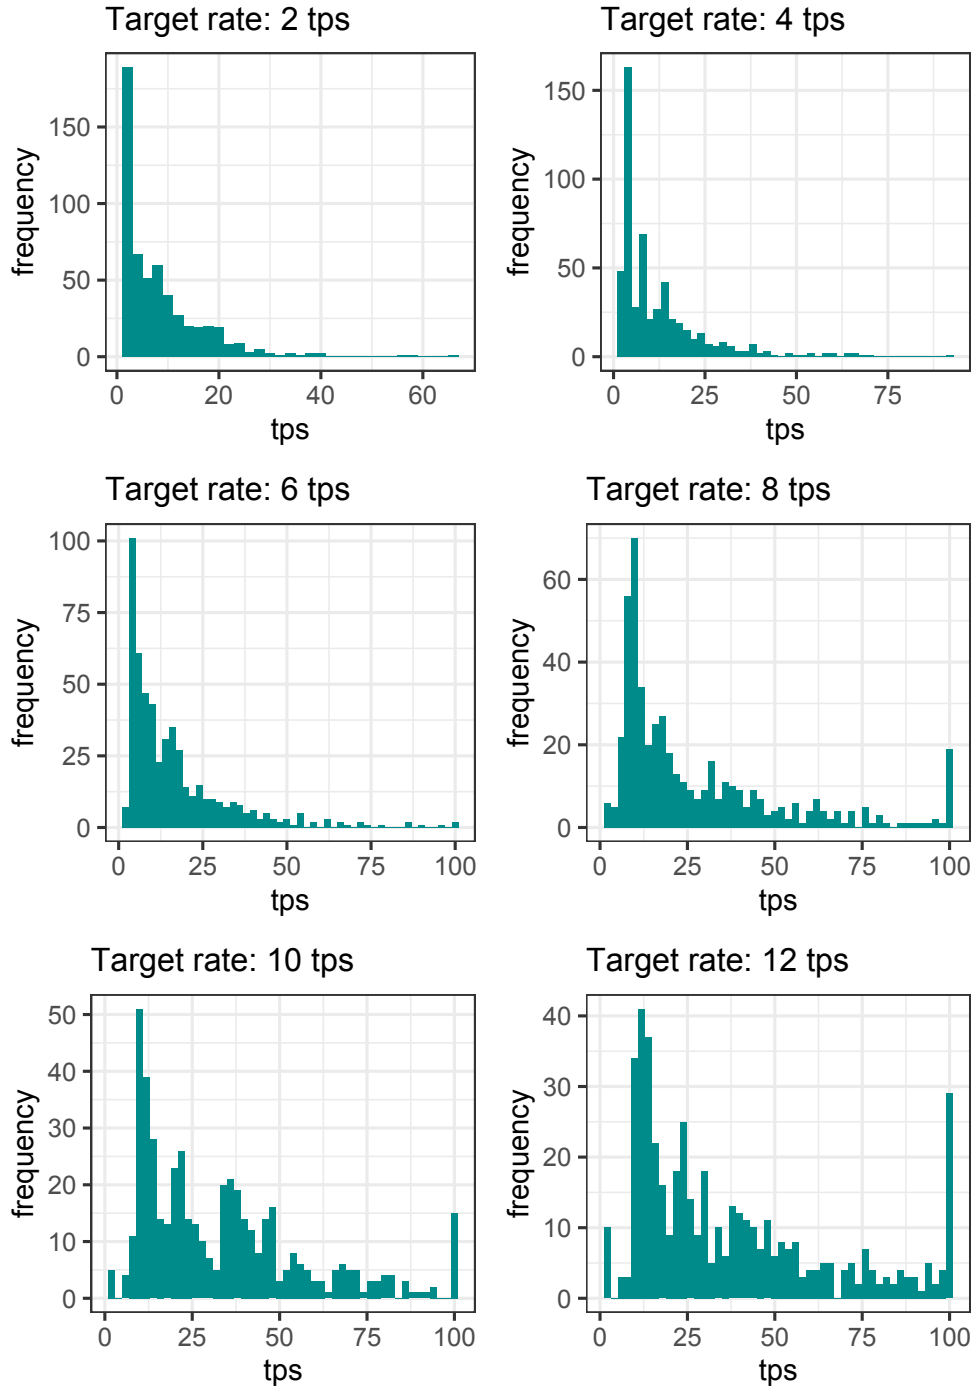 Target rate: 2 tps
frequency
150
100
50
0
0 20 40 60
tps
Target rate: 4 tps
frequency
150
100
50
0
0 25 50 75
tps
Target rate: 6 tps
frequency
100
75
50
25
0
0 25 50 75 100
tps
Target rate: 8 tps
frequency
60
40
20
0
0 25 50 75 100
tps
Target rate: 10 tps
frequency
50
40
30
20
10
0
0 25 50 75 100
tps
Target rate: 12 tps
frequency
40
30
20
10
0
0 25 50 75 100
tps